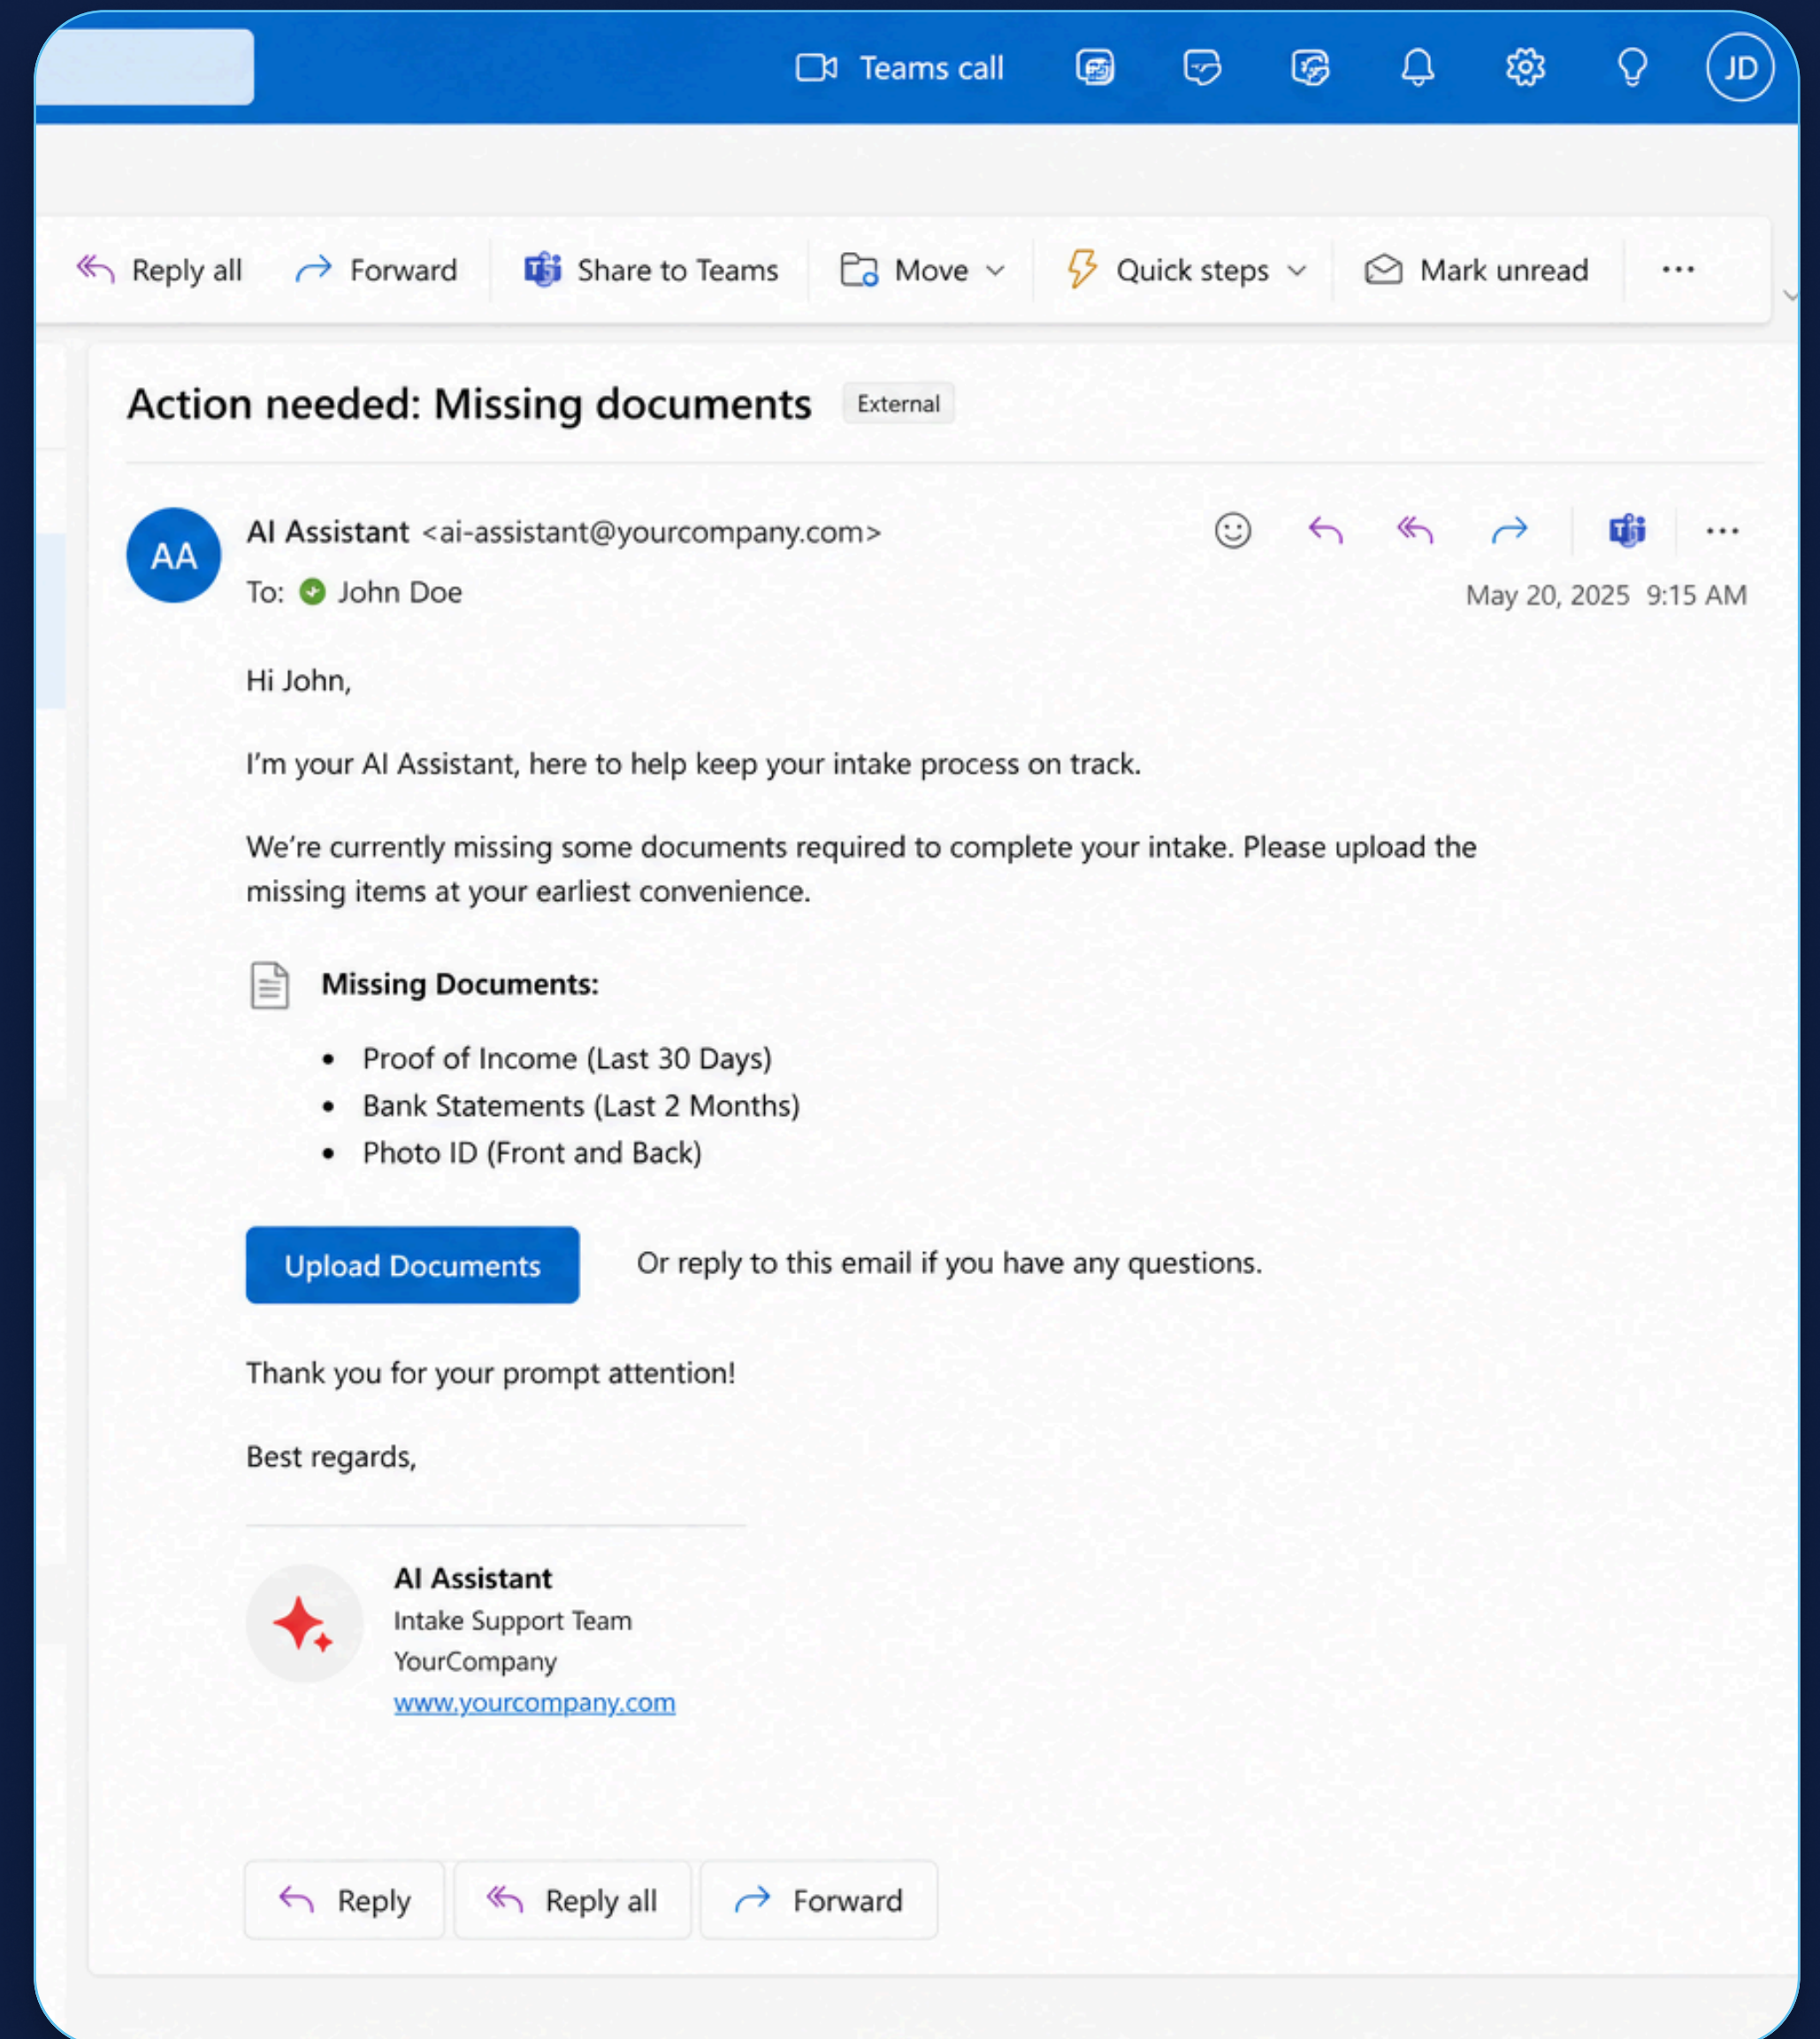 Teams call
JD
Reply all
Forward
Share to Teams
Move
Quick steps
Mark unread
Action needed: Missing documents
External
AA
AI Assistant <ai-assistant@yourcompany.com>
To: John Doe
May 20, 2025 9:15 AM
Hi John,
I’m your AI Assistant, here to help keep your intake process on track.
We’re currently missing some documents required to complete your intake. Please upload the
missing items at your earliest convenience.
Missing Documents:
• Proof of Income (Last 30 Days)
• Bank Statements (Last 2 Months)
• Photo ID (Front and Back)
Upload Documents
Or reply to this email if you have any questions.
Thank you for your prompt attention!
Best regards,
AI Assistant
Intake Support Team
YourCompany
www.yourcompany.com
Reply
Reply all
Forward